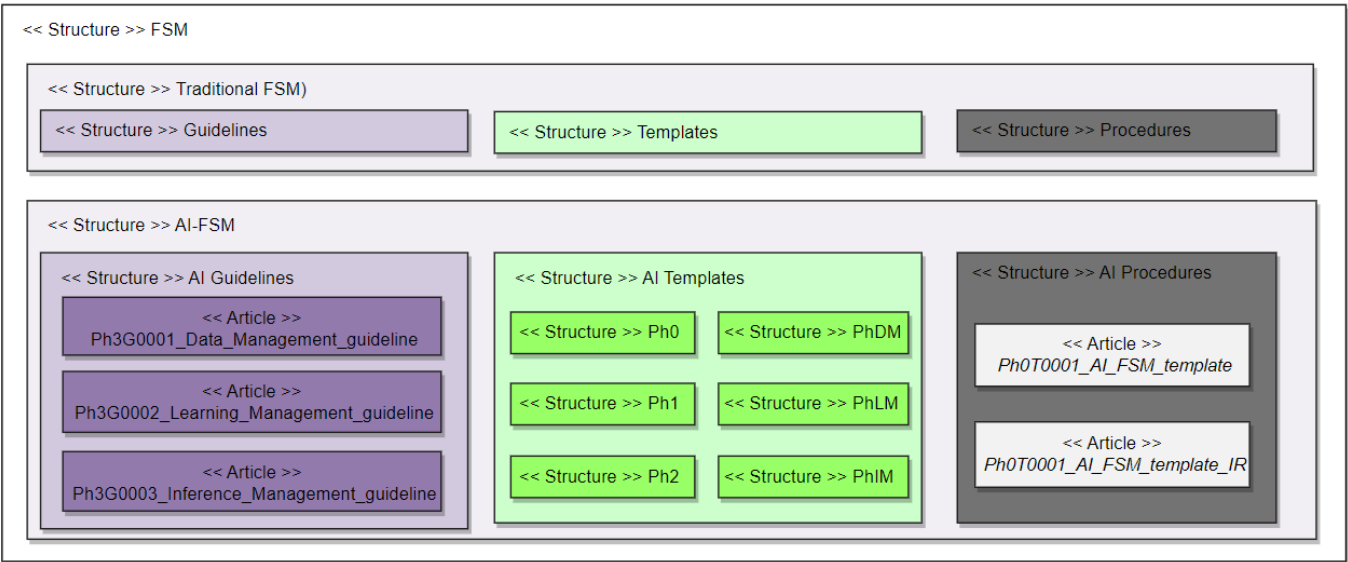 << Structure >> FSM
<< Structure >> Traditional FSM)
<< Structure >> Guidelines
<< Structure >> Templates
<< Structure >> Procedures
<< Structure >> AI-FSM
<< Structure >> AI Guidelines
<< Article >>
Ph3G0001_Data_Management_guideline
<< Article >>
Ph3G0002_Learning_Management_guideline
<< Article >>
Ph3G0003_Inference_Management_guideline
<< Structure >> AI Templates
<< Structure >> Ph0
<< Structure >> PhDM
<< Structure >> Ph1
<< Structure >> PhLM
<< Structure >> Ph2
<< Structure >> PhIM
<< Structure >> AI Procedures
<< Article >>
Ph0T0001_AI_FSM_template
<< Article >>
Ph0T0001_AI_FSM_template_IR